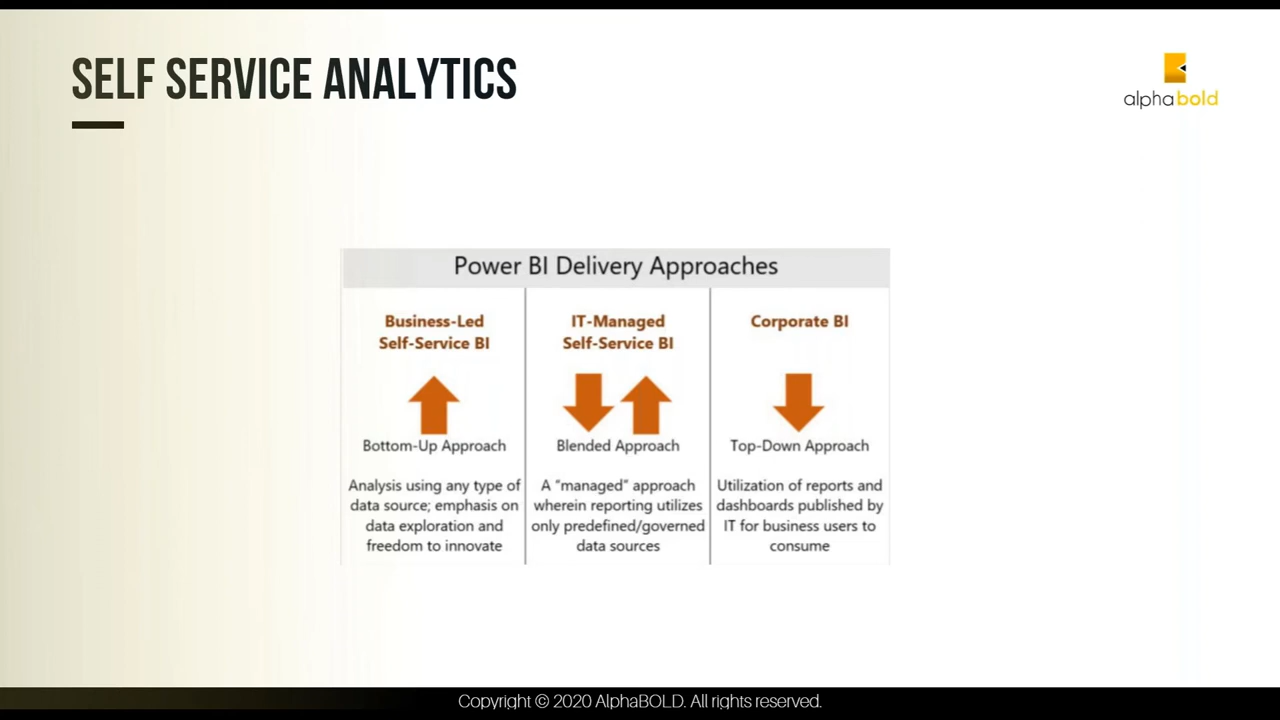 SELF SERVICE ANALYTICS
alphabold
Power BI Delivery Approaches
Business-Led
Self-Service BI
Bottom-Up Approach
Analysis using any type of
data source; emphasis on
data exploration and
freedom to innovate
IT-Managed
Self-Service BI
Blended Approach
A "managed" approach
wherein reporting utilizes
only predefined/governed
data sources
Corporate BI
Top-Down Approach
Utilization of reports and
dashboards published by
IT for business users to
consume
Copyright © 2020 AlphaBOLD. All rights reserved.